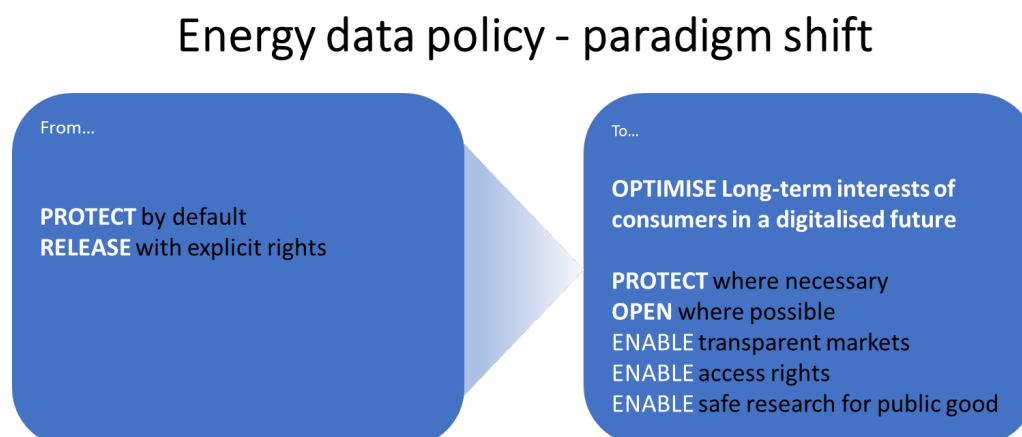 Energy data policy - paradigm shift
From...
PROTECT by default
RELEASE with explicit rights
To...
OPTIMISE Long-term interests of
consumers in a digitalised future
PROTECT where necessary
OPEN where possible
ENABLE transparent markets
ENABLE access rights
ENABLE safe research for public good